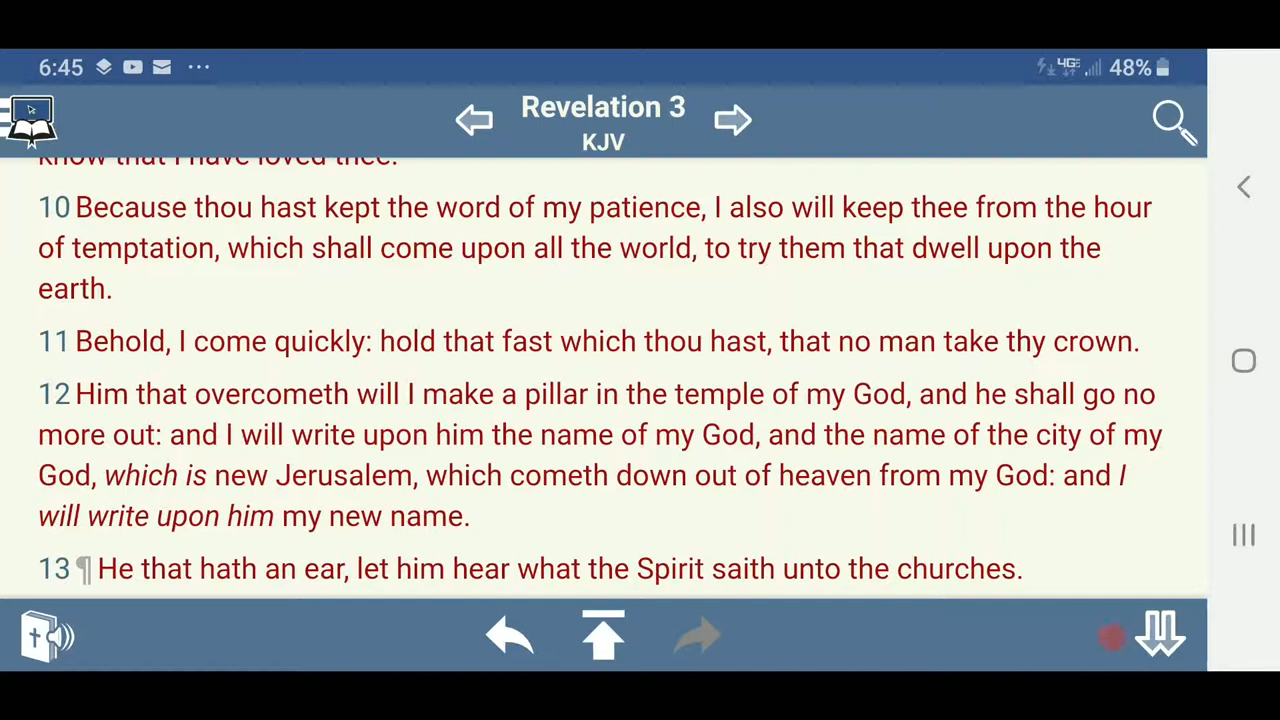 6:45 ... 4GE 48%
Revelation 3
KJV
know that I have loved thee.
10 Because thou hast kept the word of my patience, I also will keep thee from the hour
of temptation, which shall come upon all the world, to try them that dwell upon the
earth.
11 Behold, I come quickly: hold that fast which thou hast, that no man take thy crown.
12 Him that overcometh will I make a pillar in the temple of my God, and he shall go no
more out: and I will write upon him the name of my God, and the name of the city of my
God, which is new Jerusalem, which cometh down out of heaven from my God: and I
will write upon him my new name.
13 ¶ He that hath an ear, let him hear what the Spirit saith unto the churches.